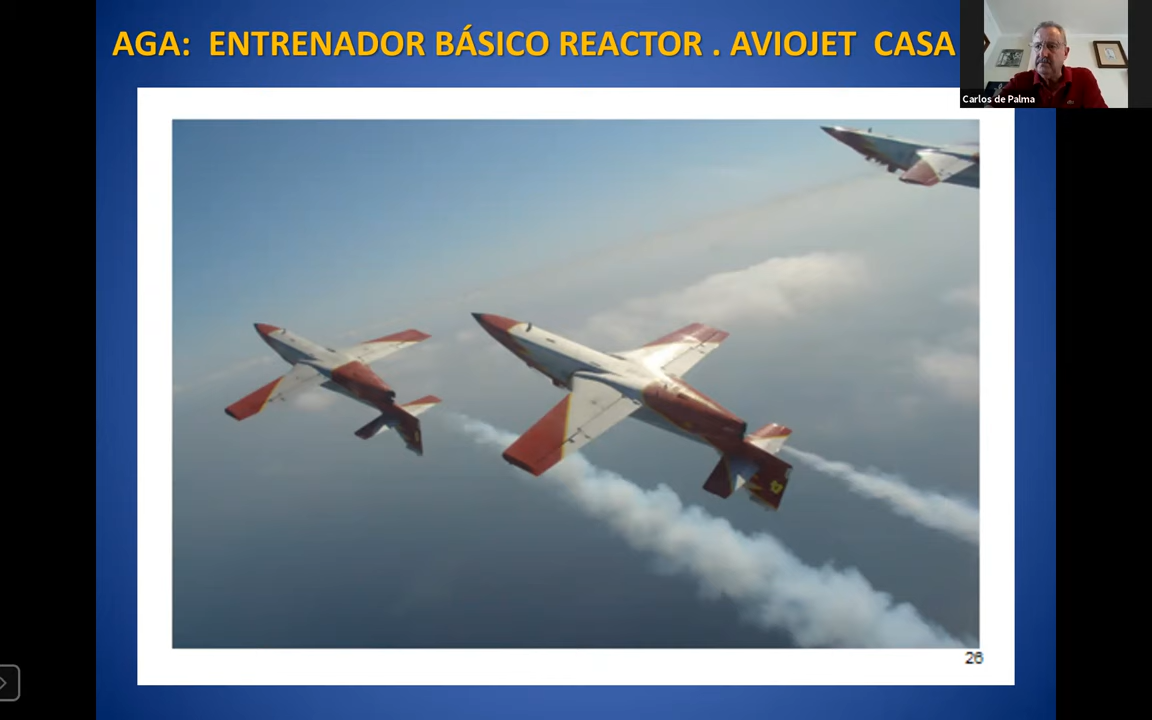 AGA: ENTRENADOR BÁSICO REACTOR . AVIOJET CASA
Carlos de Palma
26